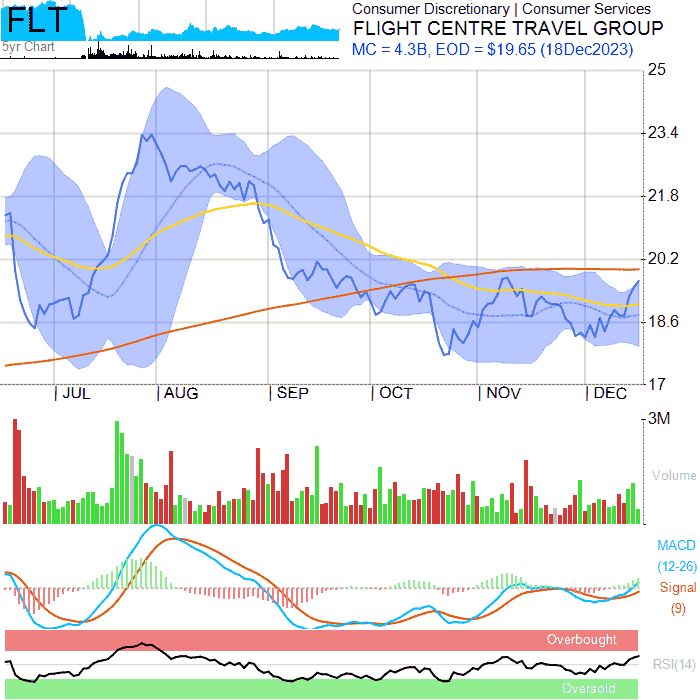 FLT
5yr Chart
Consumer Discretionary | Consumer Services
FLIGHT CENTRE TRAVEL GROUP
MC = 4.3B, EOD = $19.65 (18Dec2023)
25
23.4
21.8
20.2
18.6
17
JUL AUG SEP OCT NOV DEC
3M
Volume
MACD
(12-26)
Signal
(9)
Overbought
RSI(14)
Oversold